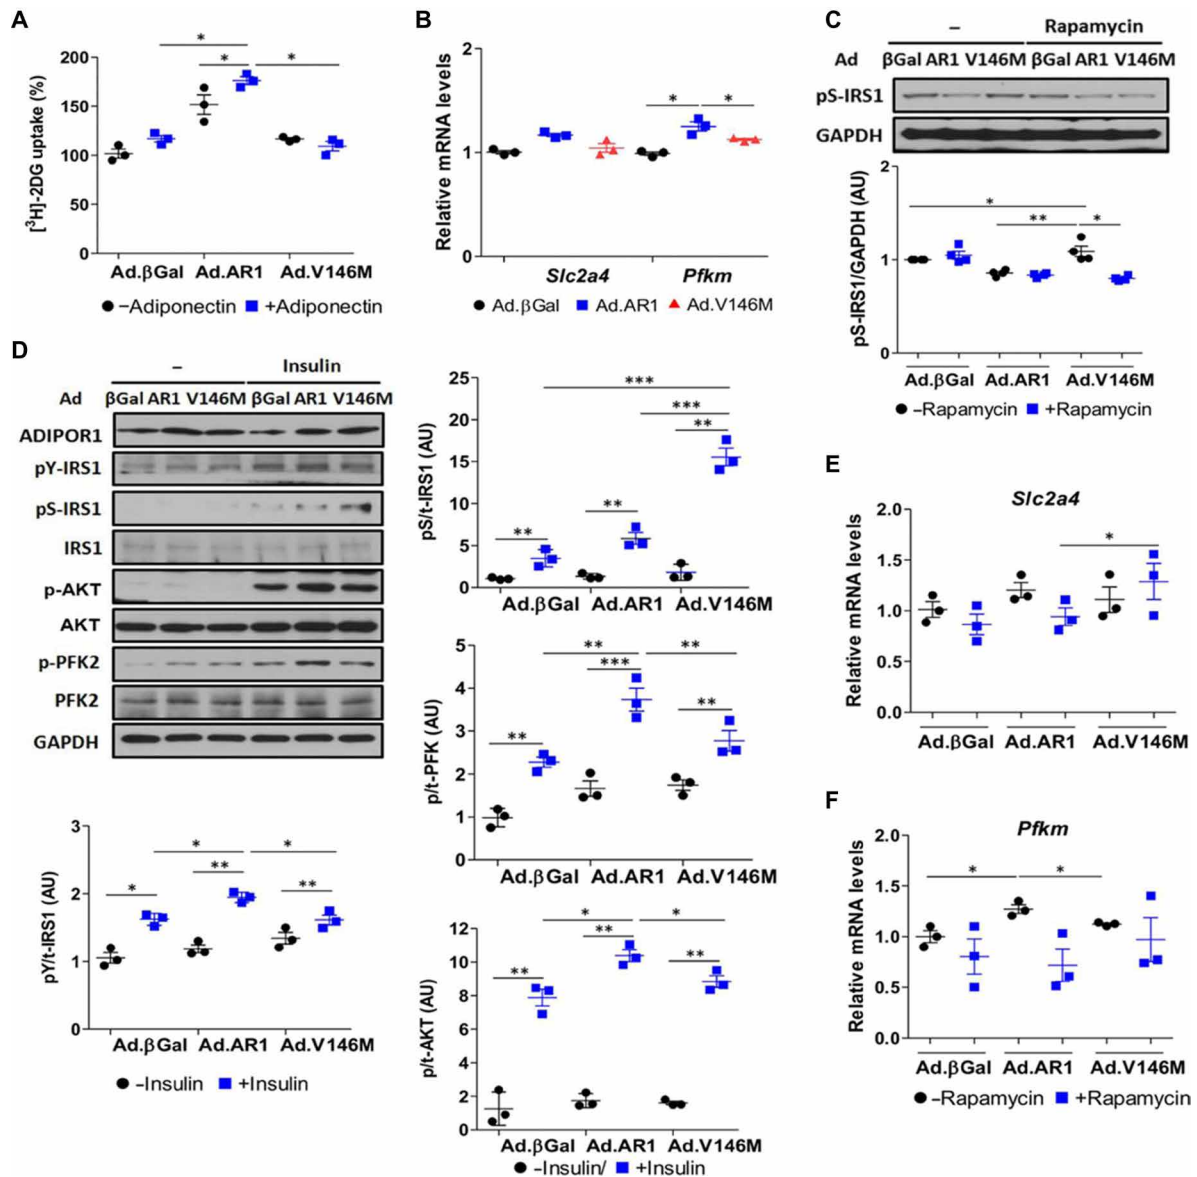 A
[³H]-2DG uptake (%)
200
150
100
50
0
*
* *
Ad.βGal Ad.AR1 Ad.V146M
–Adiponectin +Adiponectin
B
Relative mRNA levels
2
1
0
* *
Slc2a4 Pfkm
Ad.βGal Ad.AR1 Ad.V146M
C
– Rapamycin
Ad βGal AR1 V146M βGal AR1 V146M
pS-IRS1
GAPDH
pS-IRS1/GAPDH (AU)
2
1
0
*
** *
Ad.βGal Ad.AR1 Ad.V146M
–Rapamycin +Rapamycin
D
– Insulin
Ad βGal AR1 V146M βGal AR1 V146M
ADIPOR1
pY-IRS1
pS-IRS1
IRS1
p-AKT
AKT
p-PFK2
PFK2
GAPDH
pY/t-IRS1 (AU)
3
2
1
0
* *
* ** **
Ad.βGal Ad.AR1 Ad.V146M
–Insulin +Insulin
pS/t-IRS1 (AU)
25
20
15
10
5
0
***
***
**
** **
Ad.βGal Ad.AR1 Ad.V146M
p/t-PFK (AU)
5
4
3
2
1
0
** **
***
** **
Ad.βGal Ad.AR1 Ad.V146M
p/t-AKT (AU)
12
10
8
6
4
2
0
* *
**
** **
Ad.βGal Ad.AR1 Ad.V146M
–Insulin/ +Insulin
E
Slc2a4
Relative mRNA levels
2.0
1.5
1.0
0.5
0.0
*
Ad.βGal Ad.AR1 Ad.V146M
F
Pfkm
Relative mRNA levels
2.0
1.5
1.0
0.5
0.0
* *
Ad.βGal Ad.AR1 Ad.V146M
–Rapamycin +Rapamycin